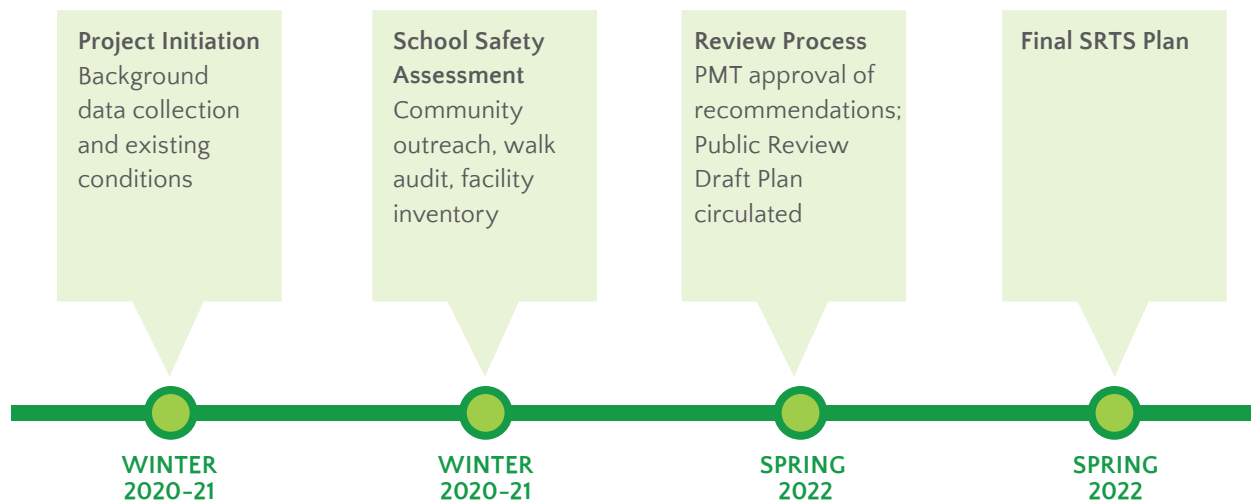 Project Initiation
Background
data collection
and existing
conditions
School Safety
Assessment
Community
outreach, walk
audit, facility
inventory
Review Process
PMT approval of
recommendations;
Public Review
Draft Plan
circulated
Final SRTS Plan
WINTER
2020-21
WINTER
2020-21
SPRING
2022
SPRING
2022